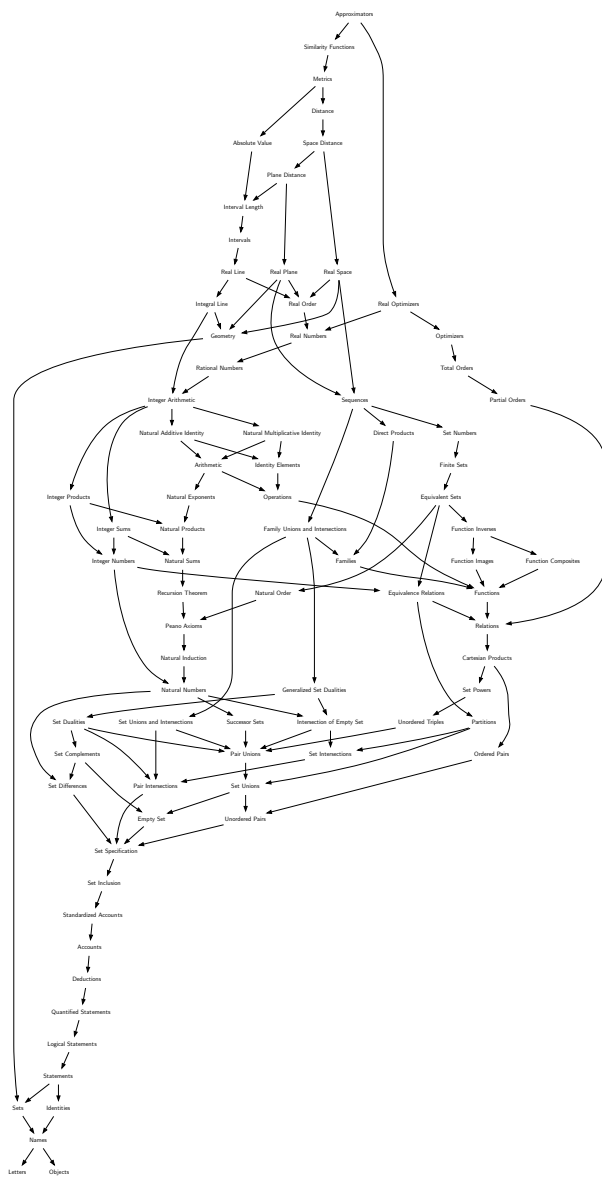 Approximators
Similarity Functions
Metrics
Distance
Absolute Value
Space Distance
Plane Distance
Interval Length
Intervals
Real Line
Real Plane
Real Space
Integral Line
Real Order
Real Optimizers
Geometry
Real Numbers
Optimizers
Rational Numbers
Total Orders
Integer Arithmetic
Sequences
Partial Orders
Natural Additive Identity
Natural Multiplicative Identity
Direct Products
Set Numbers
Arithmetic
Identity Elements
Finite Sets
Integer Products
Natural Exponents
Operations
Equivalent Sets
Integer Sums
Natural Products
Family Unions and Intersections
Function Inverses
Integer Numbers
Natural Sums
Families
Function Images
Function Composites
Recursion Theorem
Natural Order
Equivalence Relations
Functions
Peano Axioms
Relations
Natural Induction
Cartesian Products
Natural Numbers
Generalized Set Dualities
Set Powers
Set Dualities
Set Unions and Intersections
Successor Sets
Intersection of Empty Set
Unordered Triples
Partitions
Set Complements
Pair Unions
Set Intersections
Ordered Pairs
Set Differences
Pair Intersections
Set Unions
Empty Set
Unordered Pairs
Set Specification
Set Inclusion
Standardized Accounts
Accounts
Deductions
Quantified Statements
Logical Statements
Statements
Sets
Identities
Names
Letters
Objects